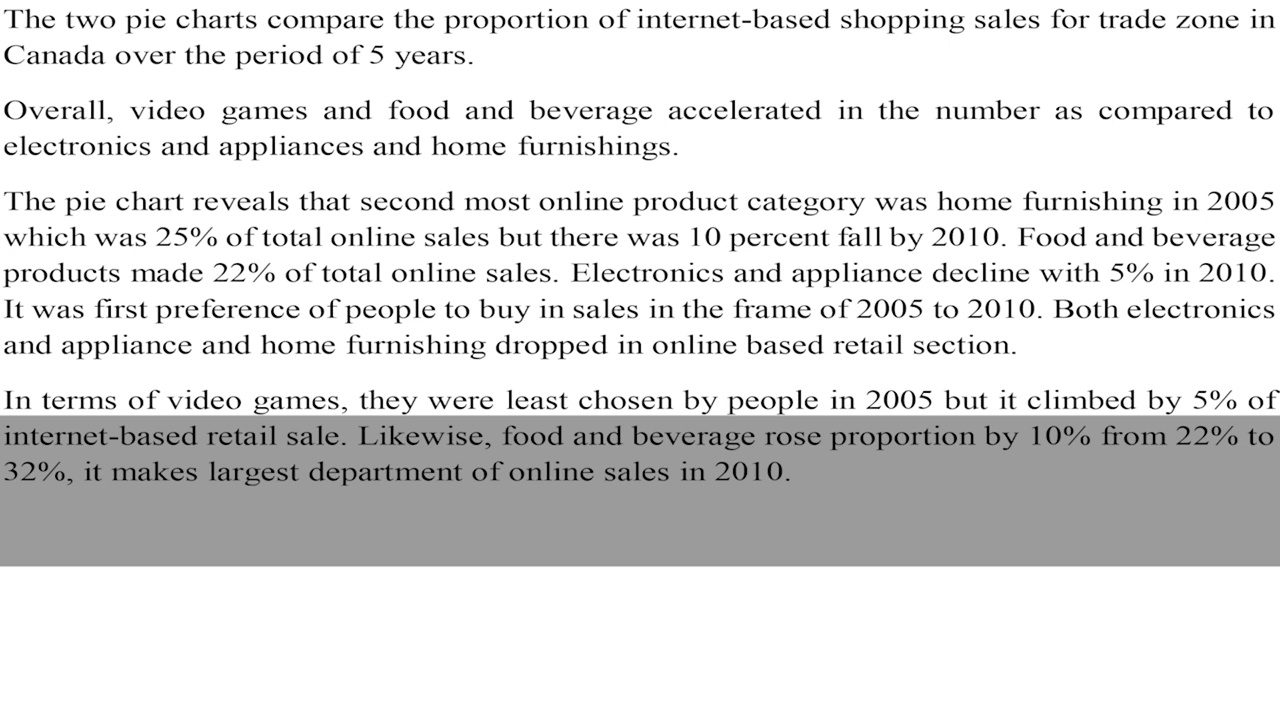 The two pie charts compare the proportion of internet-based shopping sales for trade zone in
Canada over the period of 5 years.
Overall, video games and food and beverage accelerated in the number as compared to
electronics and appliances and home furnishings.
The pie chart reveals that second most online product category was home furnishing in 2005
which was 25% of total online sales but there was 10 percent fall by 2010. Food and beverage
products made 22% of total online sales. Electronics and appliance decline with 5% in 2010.
It was first preference of people to buy in sales in the frame of 2005 to 2010. Both electronics
and appliance and home furnishing dropped in online based retail section.
In terms of video games, they were least chosen by people in 2005 but it climbed by 5% of
internet-based retail sale. Likewise, food and beverage rose proportion by 10% from 22% to
32%, it makes largest department of online sales in 2010.